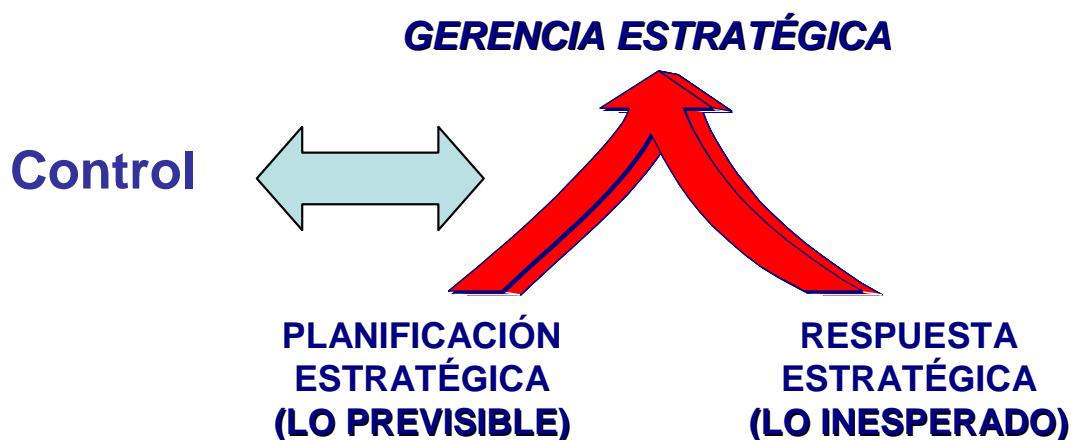 GERENCIA ESTRATÉGICA
Control
PLANIFICACIÓN
ESTRATÉGICA
(LO PREVISIBLE)
RESPUESTA
ESTRATÉGICA
(LO INESPERADO)